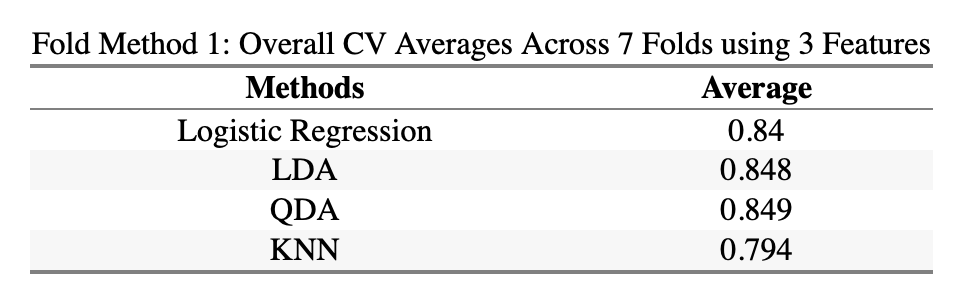 Fold Method 1: Overall CV Averages Across 7 Folds using 3 Features
Methods Average
Logistic Regression 0.84
LDA 0.848
QDA 0.849
KNN 0.794